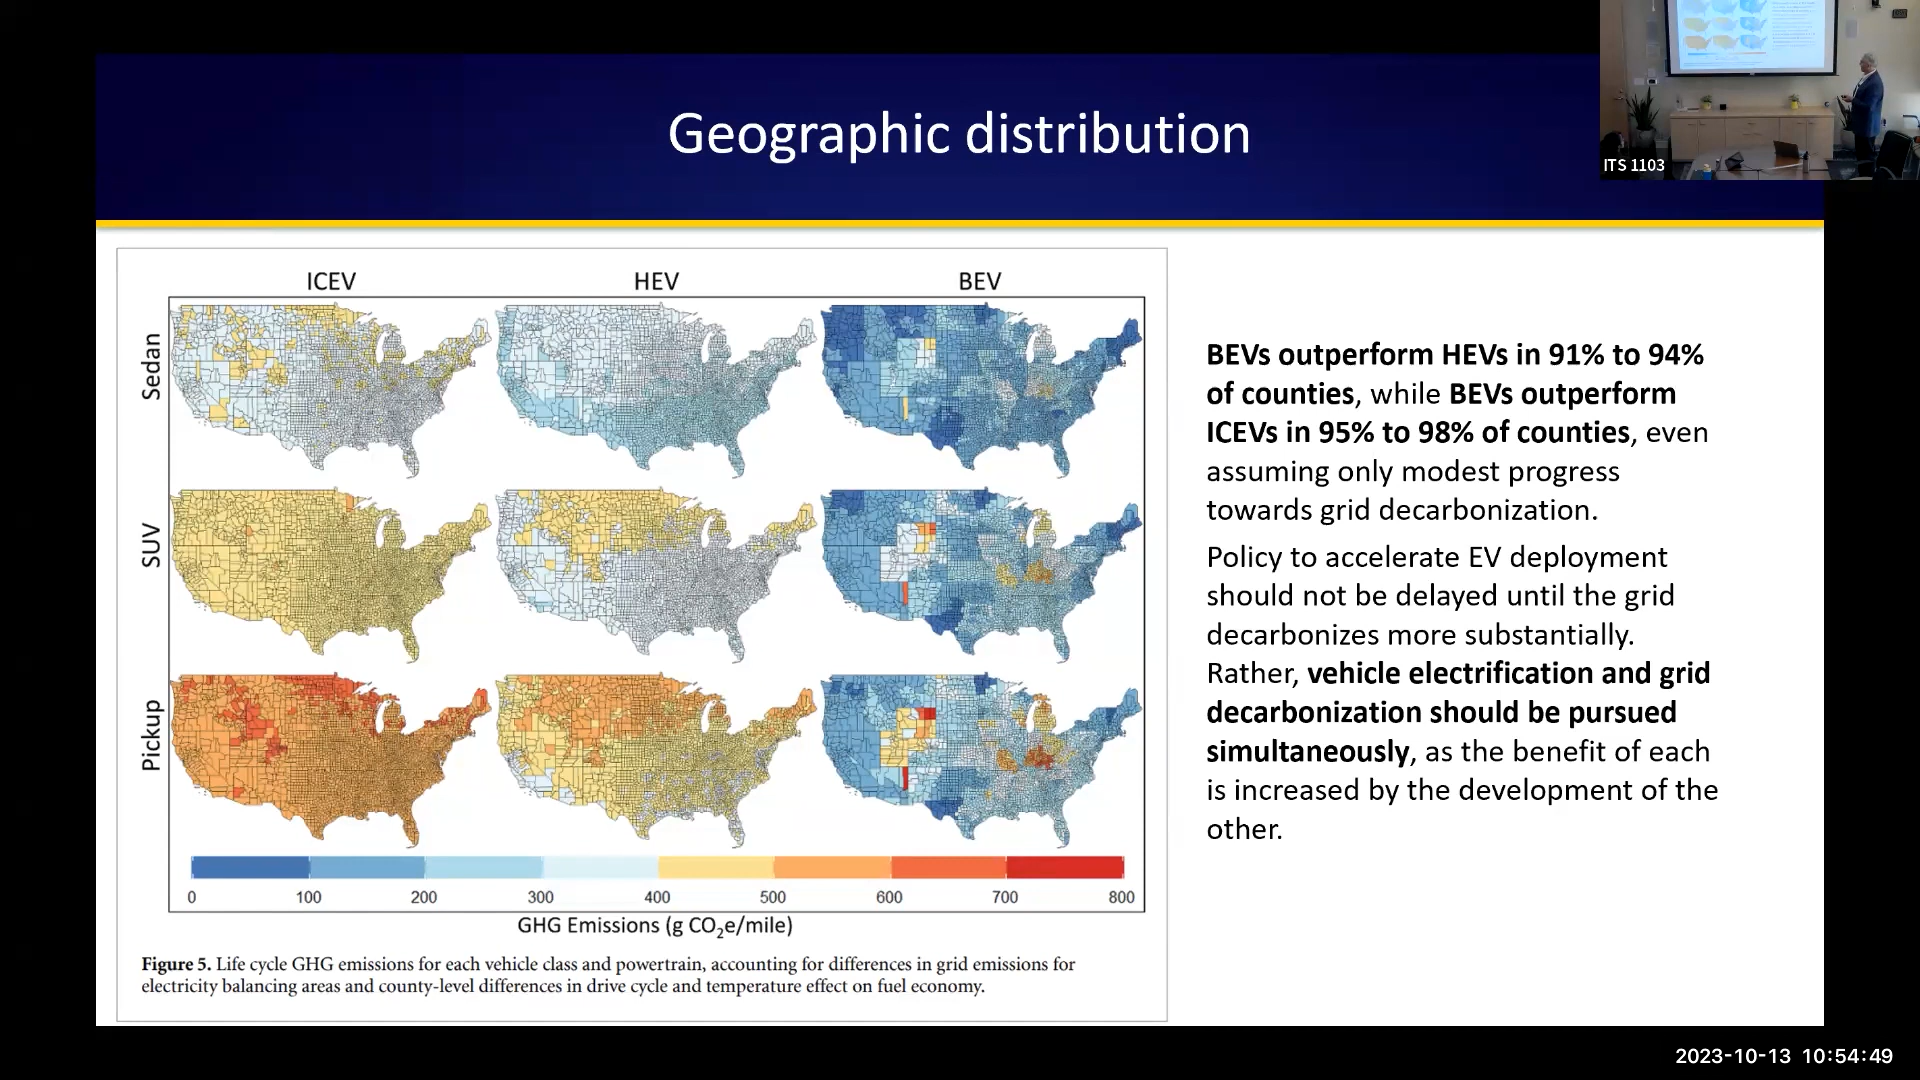 Geographic distribution
ITS 1103
ICEV
HEV
BEV
Sedan
SUV
Pickup
0 100 200 300 400 500 600 700 800
GHG Emissions (g CO₂e/mile)
Figure 5. Life cycle GHG emissions for each vehicle class and powertrain, accounting for differences in grid emissions for
electricity balancing areas and county-level differences in drive cycle and temperature effect on fuel economy.
BEVs outperform HEVs in 91% to 94%
of counties, while BEVs outperform
ICEVs in 95% to 98% of counties, even
assuming only modest progress
towards grid decarbonization.
Policy to accelerate EV deployment
should not be delayed until the grid
decarbonizes more substantially.
Rather, vehicle electrification and grid
decarbonization should be pursued
simultaneously, as the benefit of each
is increased by the development of the
other.
2023-10-13 10:54:49